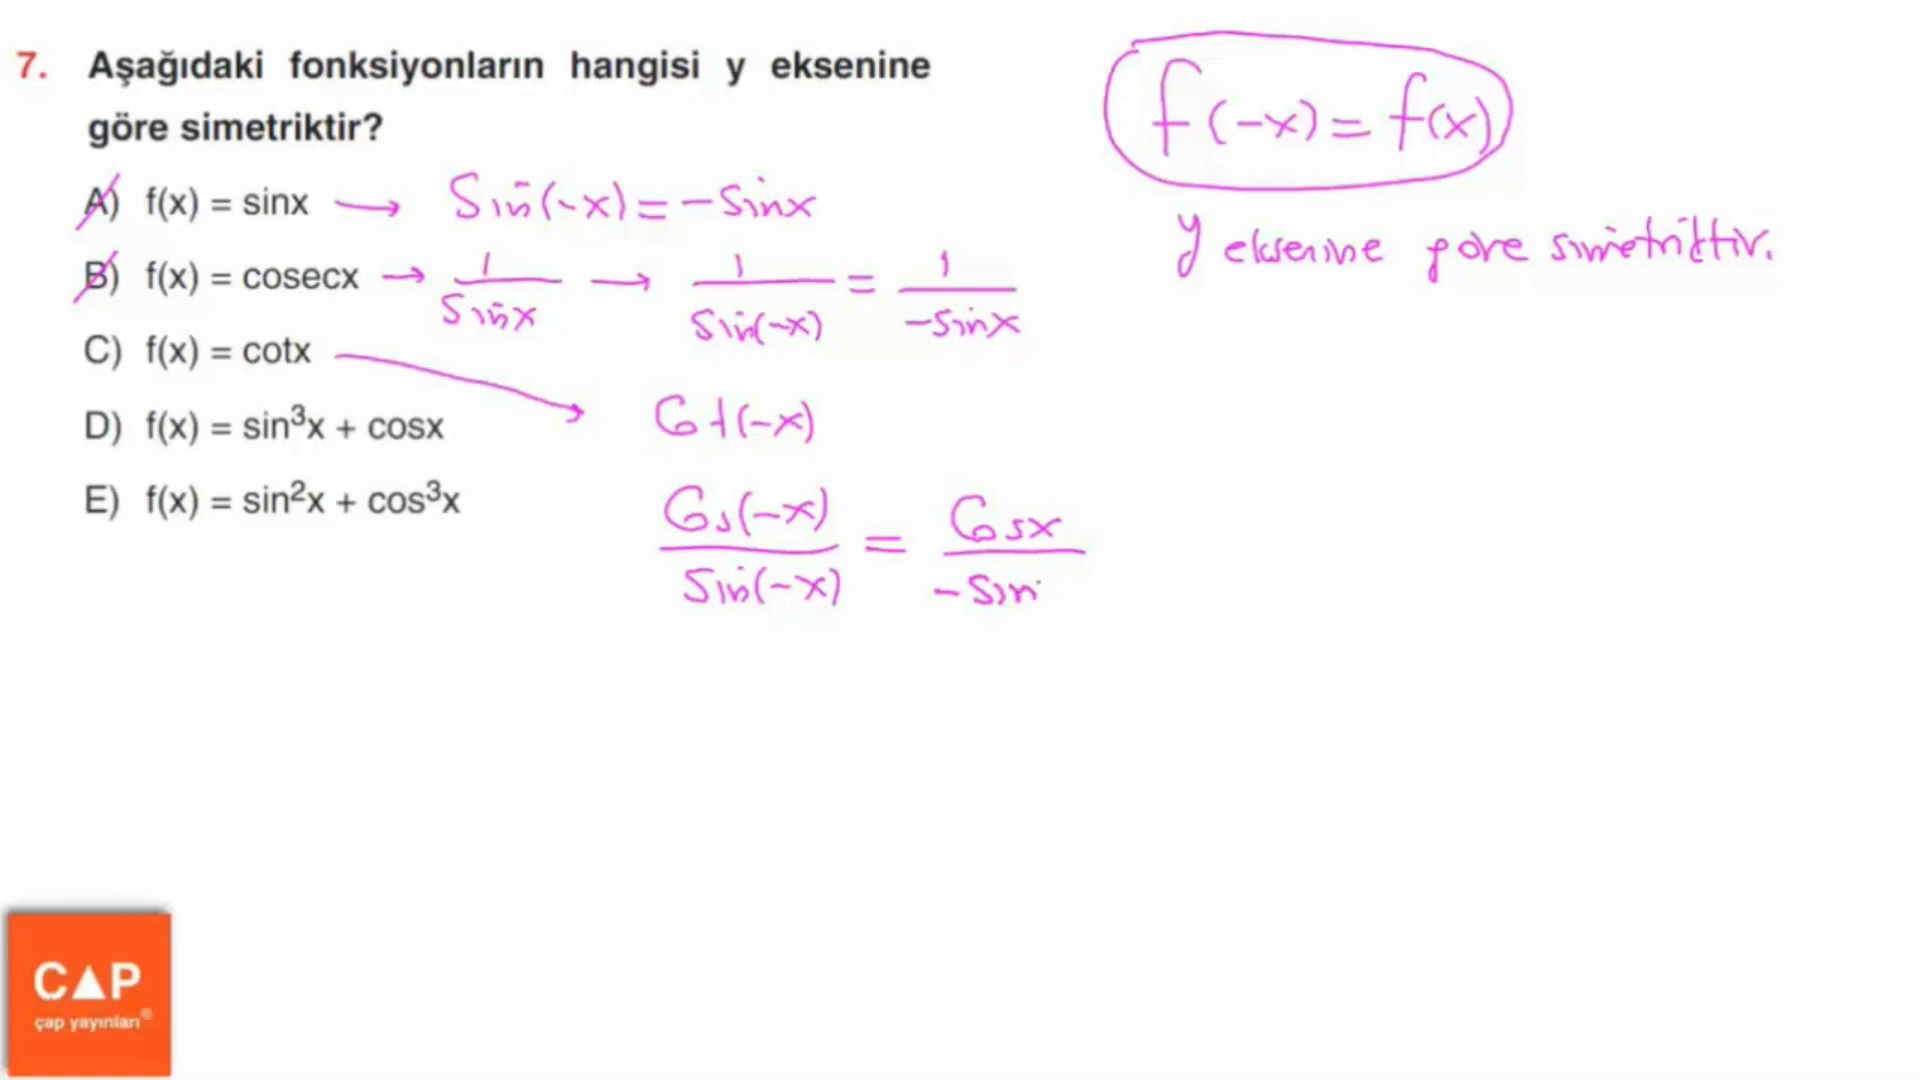 7. Aşağıdaki fonksiyonların hangisi y eksenine
göre simetriktir?
f(-x) = f(x)
y eksenine göre simetriktir.
A) f(x) = sinx → Sin(-x) = -Sinx
B) f(x) = cosecx → 1/Sinx → 1/Sin(-x) = 1/-Sinx
C) f(x) = cotx → Cot(-x)
D) f(x) = sin³x + cosx
E) f(x) = sin²x + cos³x
Cos(-x)/Sin(-x) = Cosx/-Sin
CAP
çap yayınları®